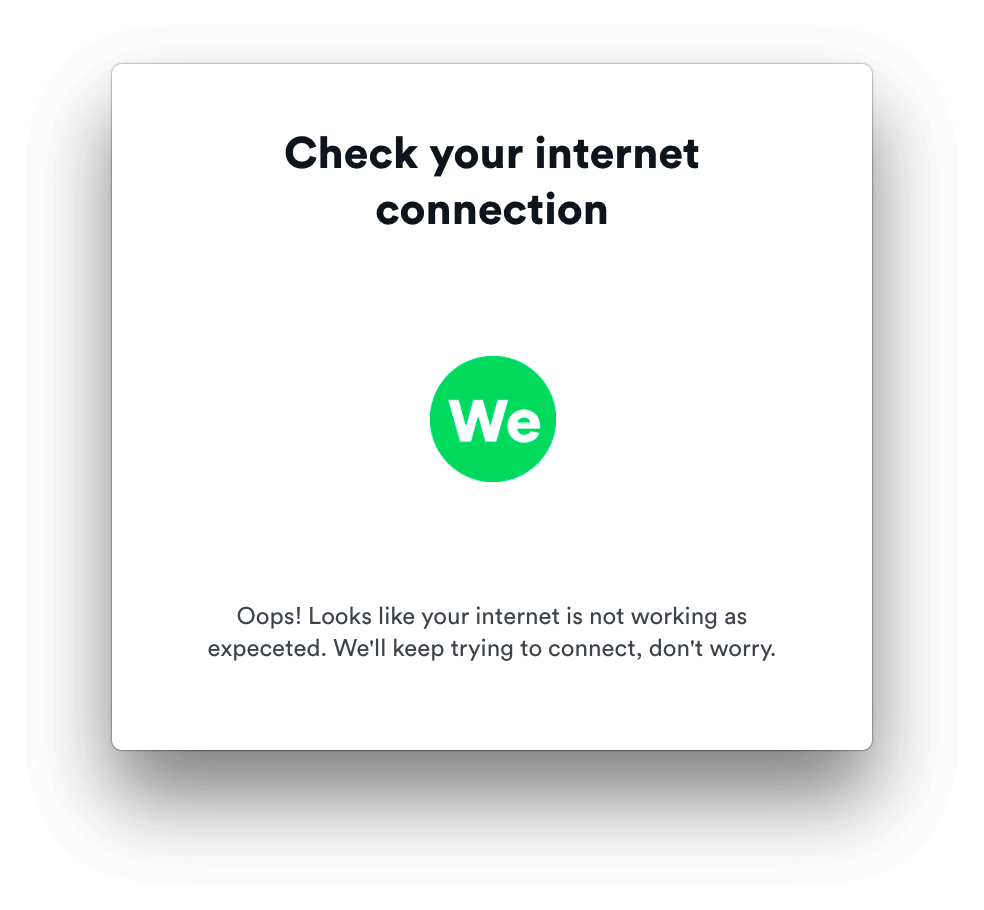 Check your internet
connection
We
Oops! Looks like your internet is not working as
expeceted. We'll keep trying to connect, don't worry.